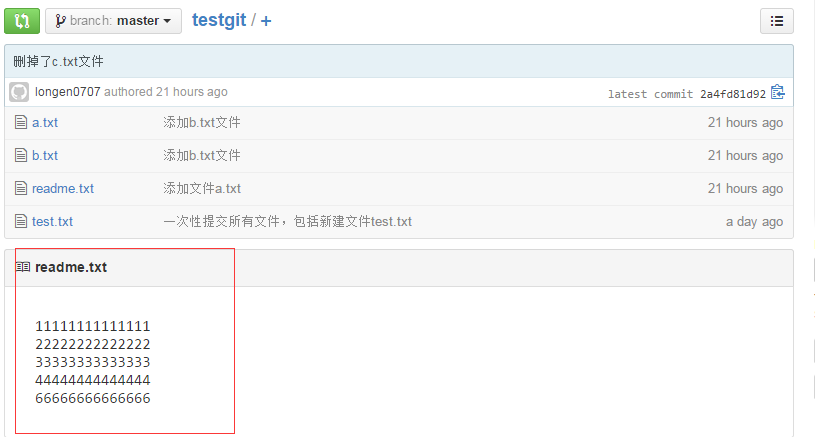 branch: master testgit / +
删掉了c.txt文件
longen0707 authored 21 hours ago latest commit 2a4fd81d92
a.txt 添加b.txt文件 21 hours ago
b.txt 添加b.txt文件 21 hours ago
readme.txt 添加文件a.txt 21 hours ago
test.txt 一次性提交所有文件，包括新建文件test.txt a day ago
readme.txt
11111111111111
22222222222222
33333333333333
44444444444444
66666666666666